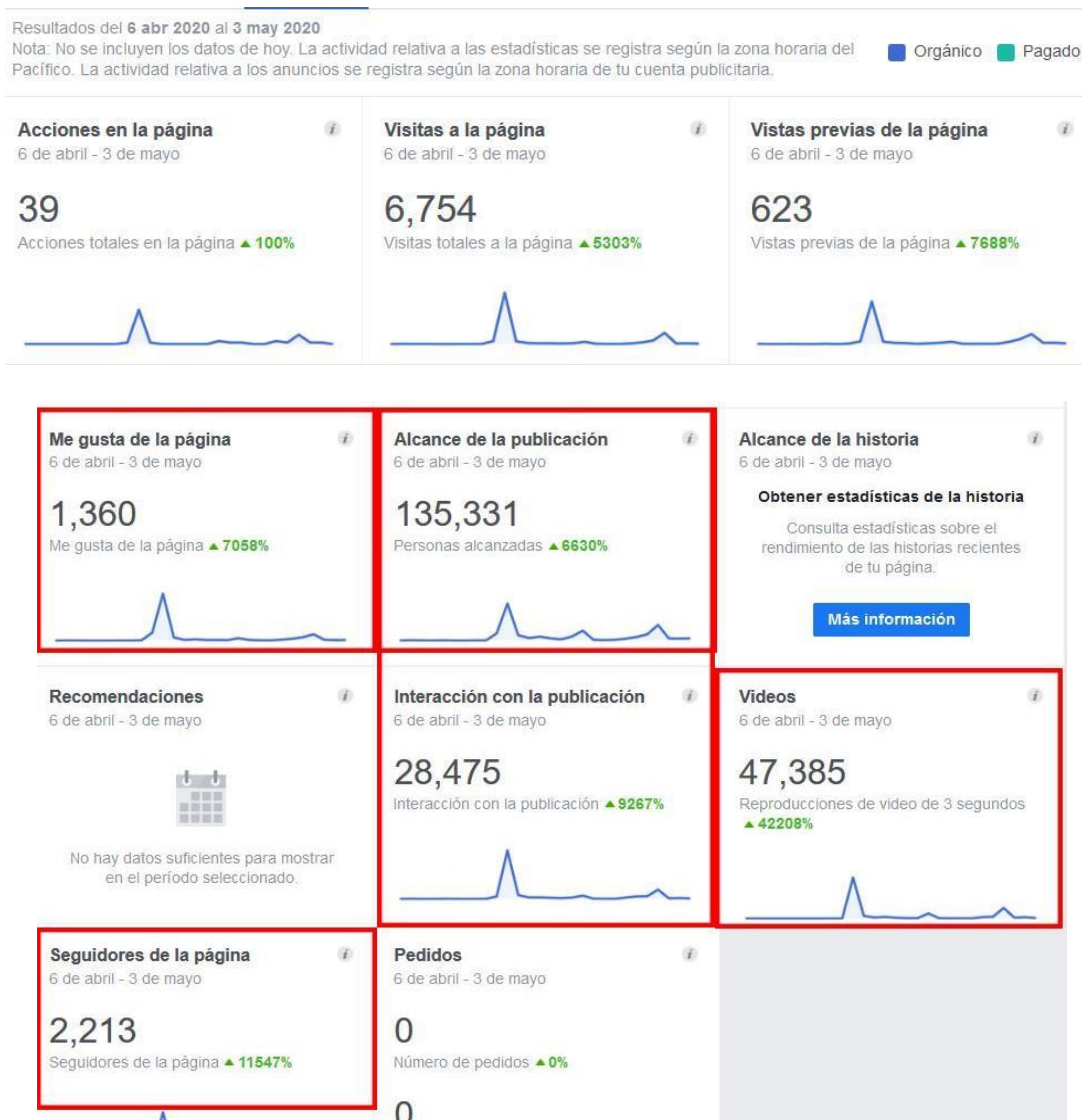 Resultados del 6 abr 2020 al 3 may 2020
Nota: No se incluyen los datos de hoy. La actividad relativa a las estadísticas se registra según la zona horaria del
Pacífico. La actividad relativa a los anuncios se registra según la zona horaria de tu cuenta publicitaria.
Orgánico Pagado
Acciones en la página
6 de abril - 3 de mayo
39
Acciones totales en la página ▲ 100%
Visitas a la página
6 de abril - 3 de mayo
6,754
Visitas totales a la página ▲ 5303%
Vistas previas de la página
6 de abril - 3 de mayo
623
Vistas previas de la página ▲ 7688%
Me gusta de la página
6 de abril - 3 de mayo
1,360
Me gusta de la página ▲ 7058%
Alcance de la publicación
6 de abril - 3 de mayo
135,331
Personas alcanzadas ▲ 6630%
Alcance de la historia
6 de abril - 3 de mayo
Obtener estadísticas de la historia
Consulta estadísticas sobre el
rendimiento de las historias recientes
de tu página.
Más información
Recomendaciones
6 de abril - 3 de mayo
No hay datos suficientes para mostrar
en el período seleccionado.
Interacción con la publicación
6 de abril - 3 de mayo
28,475
Interacción con la publicación ▲ 9267%
Videos
6 de abril - 3 de mayo
47,385
Reproducciones de video de 3 segundos
▲ 42208%
Seguidores de la página
6 de abril - 3 de mayo
2,213
Seguidores de la página ▲ 11547%
Pedidos
6 de abril - 3 de mayo
0
Número de pedidos ▲ 0%
0